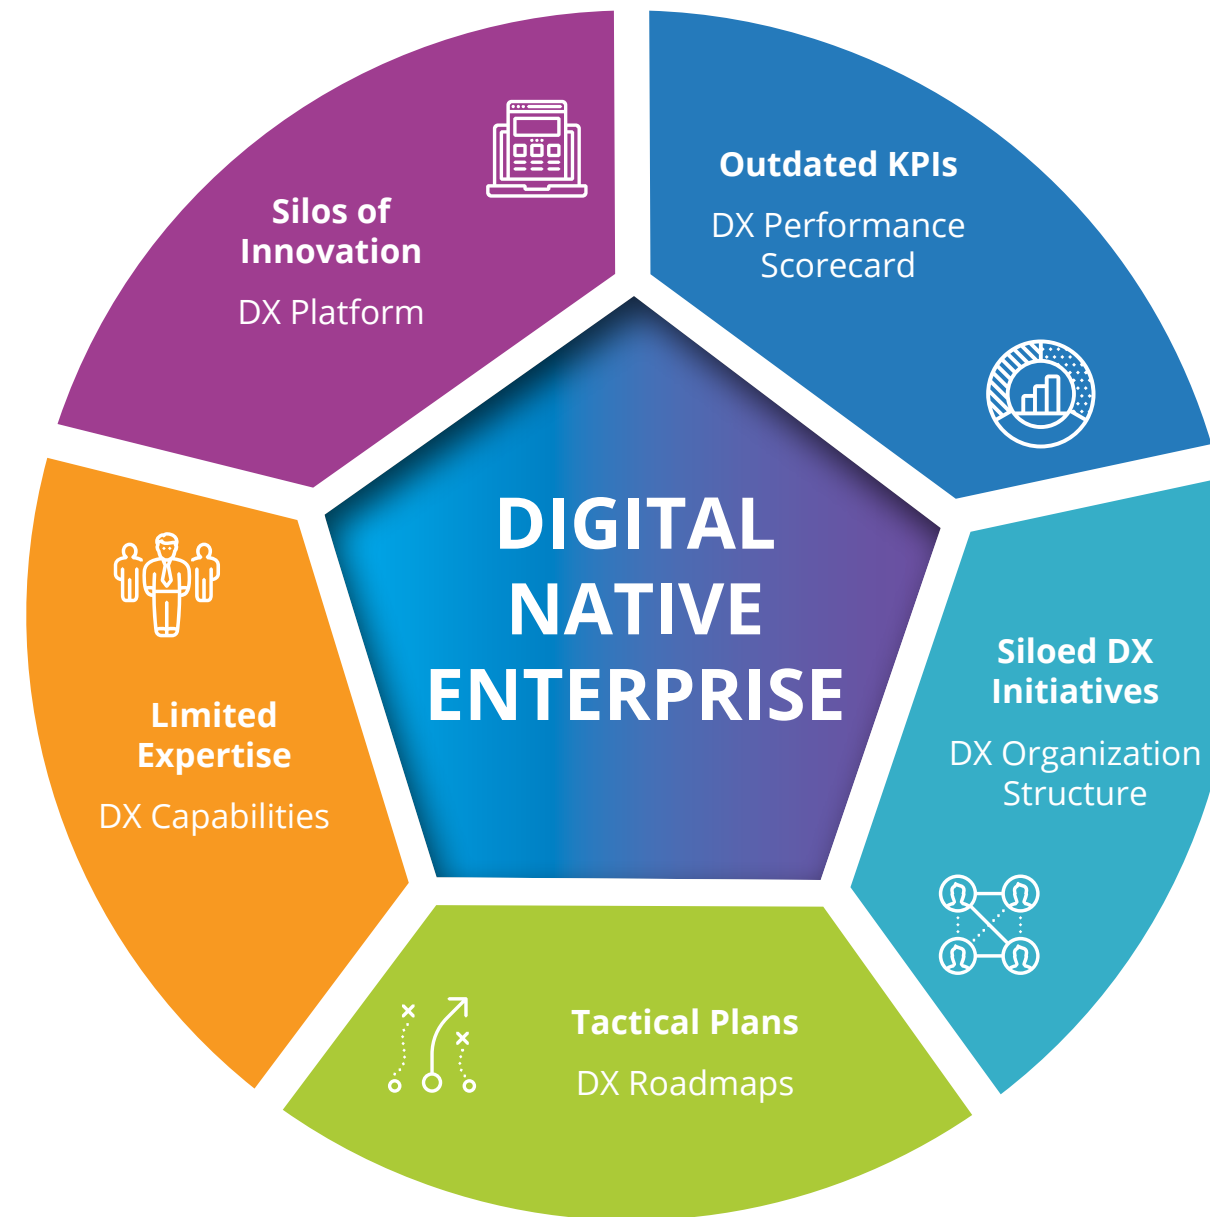 Silos of
Innovation
DX Platform
Outdated KPIs
DX Performance
Scorecard
DIGITAL
NATIVE
ENTERPRISE
Siloed DX
Initiatives
DX Organization
Structure
Limited
Expertise
DX Capabilities
Tactical Plans
DX Roadmaps